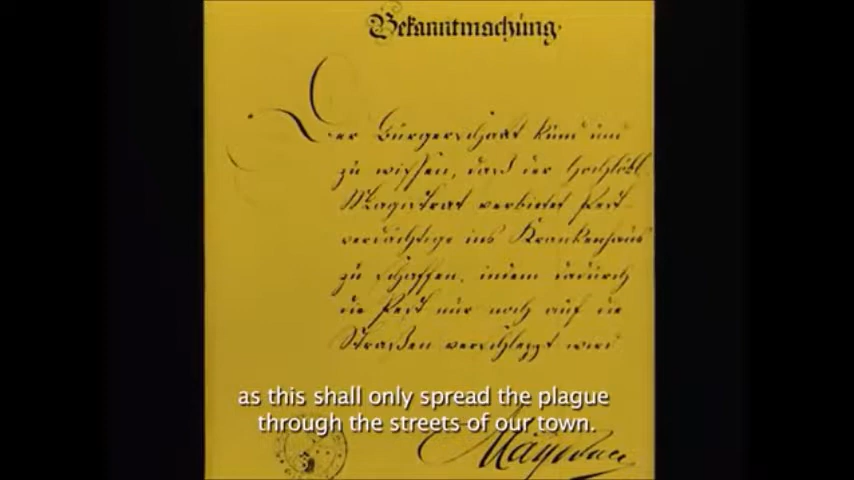 Bekanntmachung
Der Bürgerschaft kund und
zu wissen, daß der hochlöbl.
Magistrat verbietet Pest-
verdächtige ins Krankenhaus
zu schaffen, indem dadurch
die Pest nur noch auf die
Straßen verschleppt wird
as this shall only spread the plague
through the streets of our town.